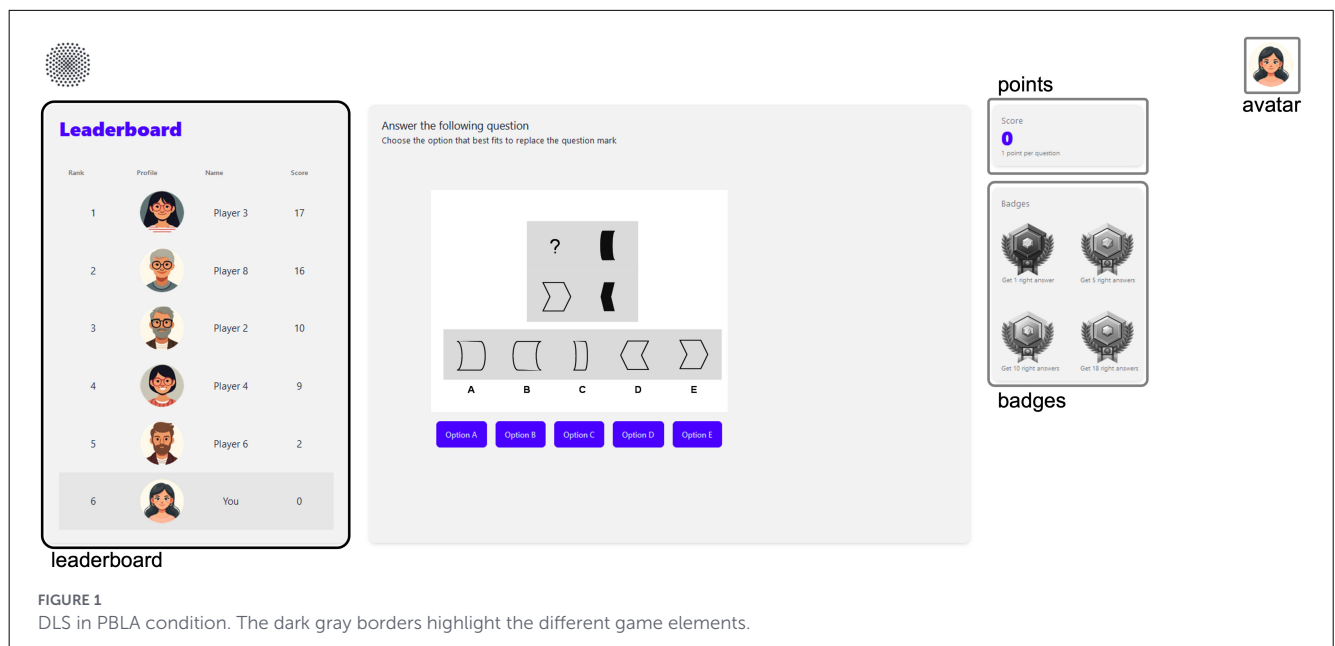 Leaderboard
Rank Profile Name Score
1 Player 3 17
2 Player 8 16
3 Player 2 10
4 Player 4 9
5 Player 6 2
6 You 0
leaderboard
Answer the following question
Choose the option that best fits to replace the question mark
?
A B C D E
Option A Option B Option C Option D Option E
points
Score
0
1 point per question
Badges
Get 1 right answer Get 5 right answers
Get 10 right answers Get 18 right answers
badges
avatar
FIGURE 1
DLS in PBLA condition. The dark gray borders highlight the different game elements.